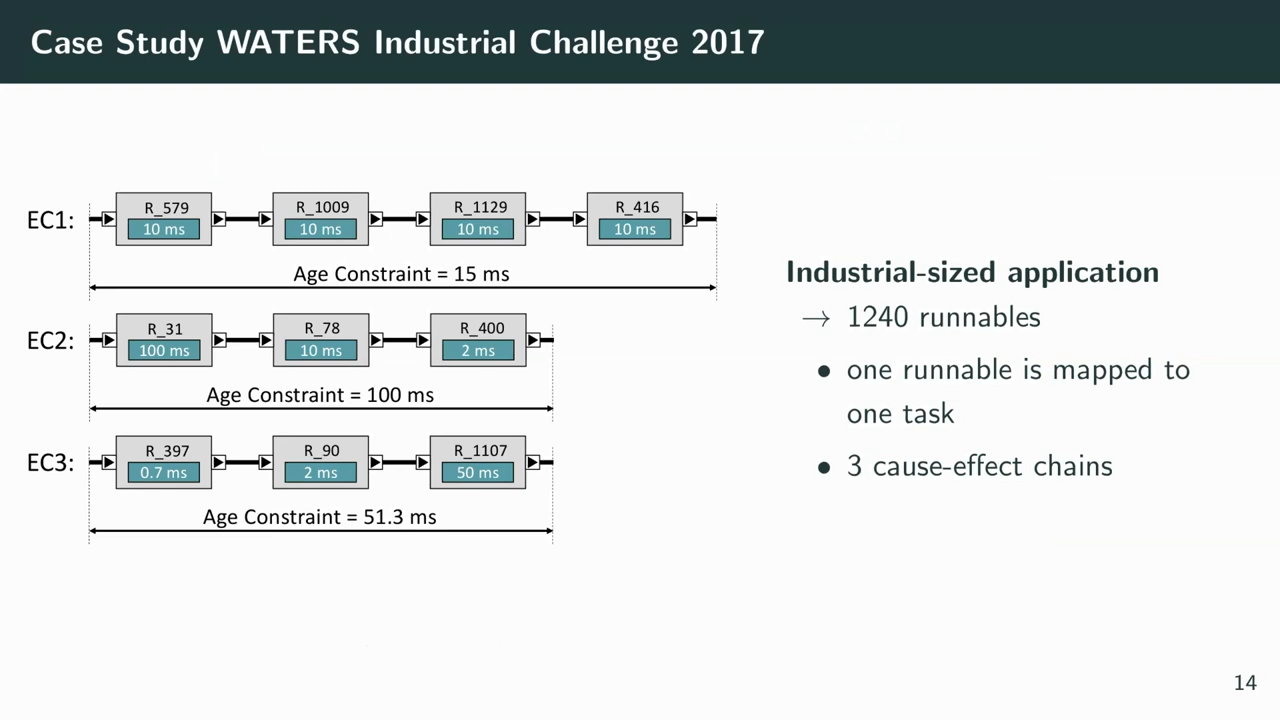 Case Study WATERS Industrial Challenge 2017
EC1:
R_579
10 ms
R_1009
10 ms
R_1129
10 ms
R_416
10 ms
Age Constraint = 15 ms
EC2:
R_31
100 ms
R_78
10 ms
R_400
2 ms
Age Constraint = 100 ms
EC3:
R_397
0.7 ms
R_90
2 ms
R_1107
50 ms
Age Constraint = 51.3 ms
Industrial-sized application
→ 1240 runnables
• one runnable is mapped to
one task
• 3 cause-effect chains
14